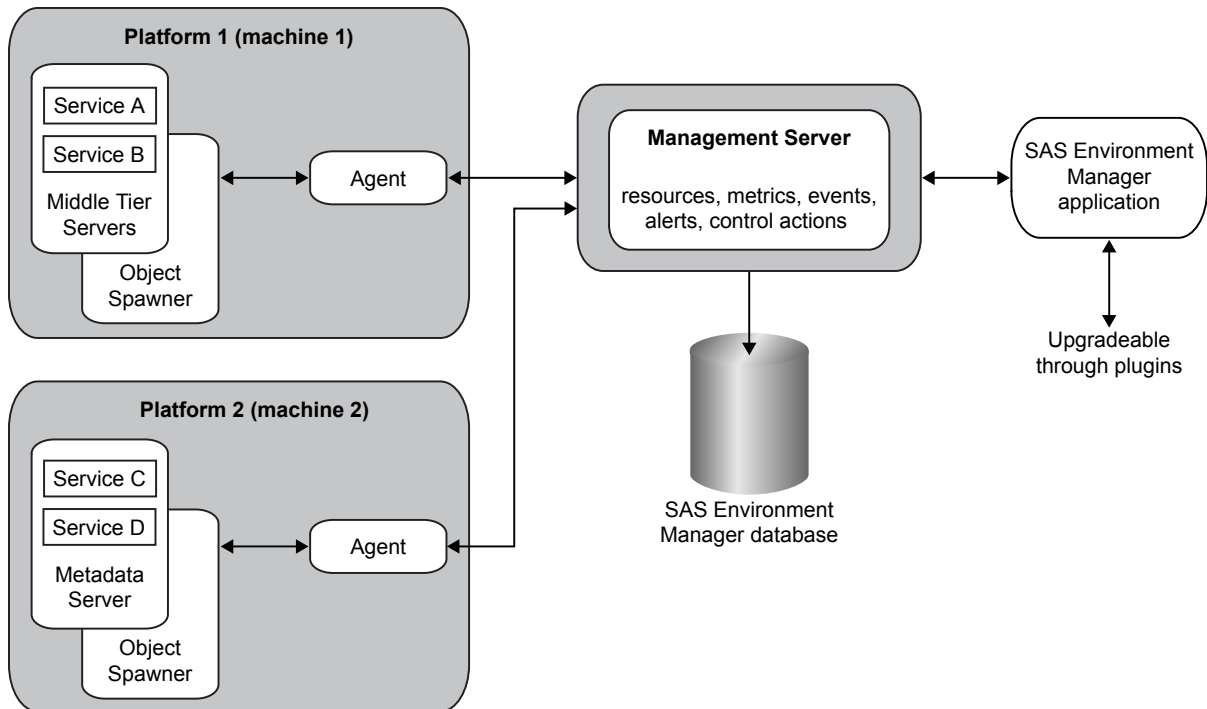 Platform 1 (machine 1)
Service A
Service B
Middle Tier
Servers
Object
Spawner
Agent
Platform 2 (machine 2)
Service C
Service D
Metadata
Server
Object
Spawner
Agent
Management Server
resources, metrics, events,
alerts, control actions
SAS Environment
Manager database
SAS Environment
Manager
application
Upgradeable
through plugins